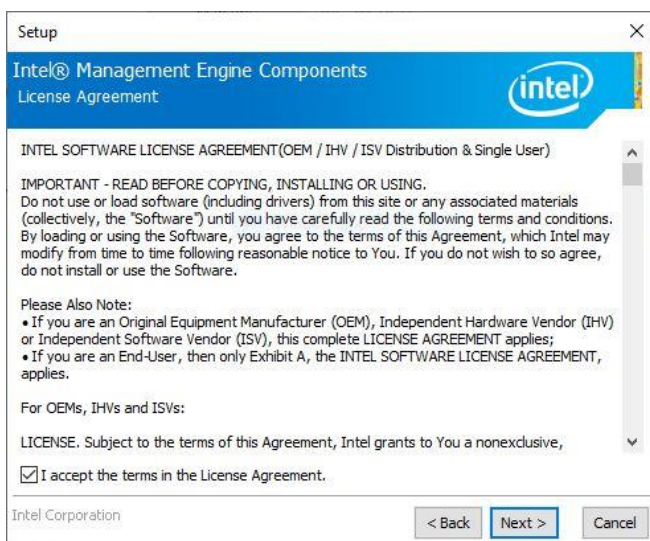 Setup
Intel® Management Engine Components
License Agreement
intel
INTEL SOFTWARE LICENSE AGREEMENT(OEM / IHV / ISV Distribution & Single User)
IMPORTANT - READ BEFORE COPYING, INSTALLING OR USING.
Do not use or load software (including drivers) from this site or any associated materials
(collectively, the "Software") until you have carefully read the following terms and conditions.
By loading or using the Software, you agree to the terms of this Agreement, which Intel may
modify from time to time following reasonable notice to You. If you do not wish to so agree,
do not install or use the Software.
Please Also Note:
• If you are an Original Equipment Manufacturer (OEM), Independent Hardware Vendor (IHV)
or Independent Software Vendor (ISV), this complete LICENSE AGREEMENT applies;
• If you are an End-User, then only Exhibit A, the INTEL SOFTWARE LICENSE AGREEMENT,
applies.
For OEMs, IHVs and ISVs:
LICENSE. Subject to the terms of this Agreement, Intel grants to You a nonexclusive,
I accept the terms in the License Agreement.
Intel Corporation
< Back Next > Cancel